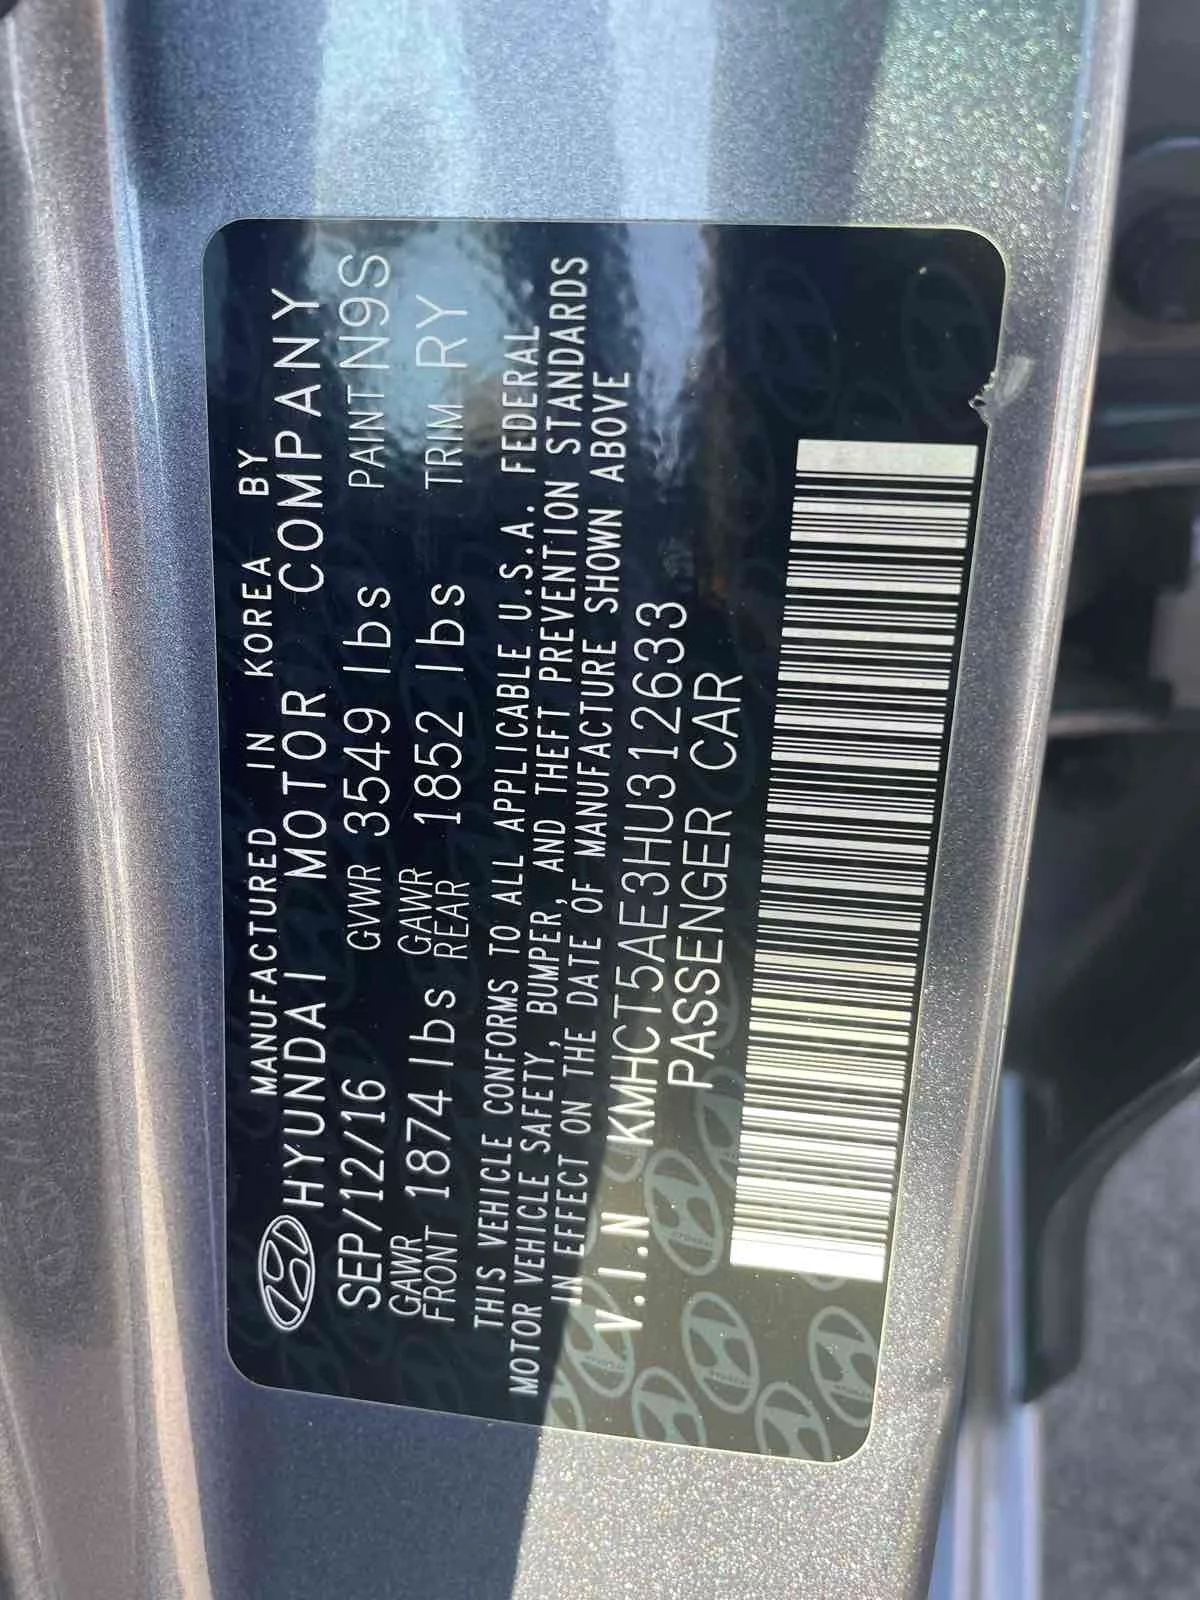 MANUFACTURED IN KOREA BY
HYUNDAI MOTOR COMPANY
SEP/12/16 GVWR 3549 lbs PAINT N9S
GAWR FRONT 1874 lbs GAWR REAR 1852 lbs TRIM RY
THIS VEHICLE CONFORMS TO ALL APPLICABLE U.S.A. FEDERAL
MOTOR VEHICLE SAFETY, BUMPER, AND THEFT PREVENTION STANDARDS
IN EFFECT ON THE DATE OF MANUFACTURE SHOWN ABOVE
V.I.N KMHCT5AE3HU312633
PASSENGER CAR